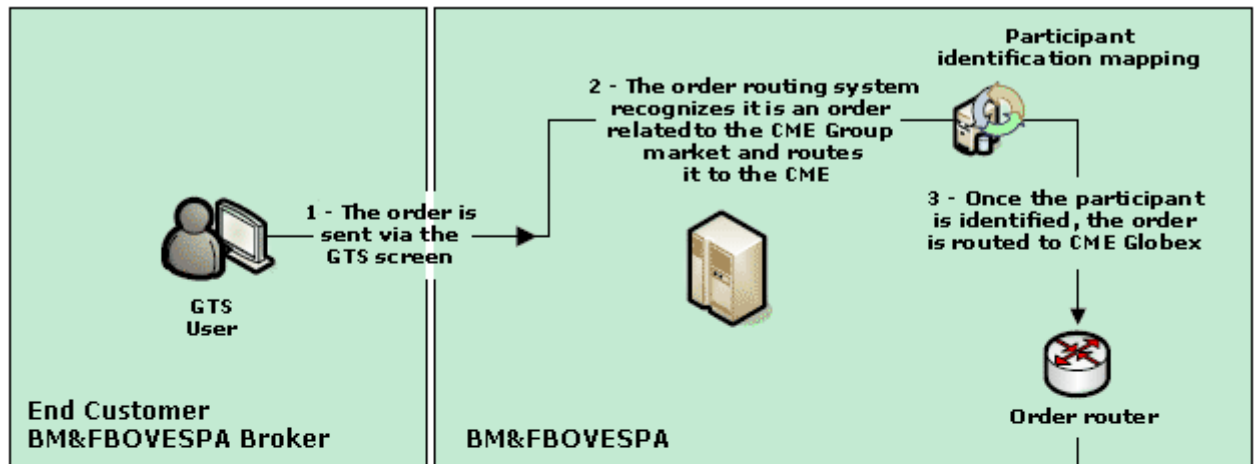 Participant
identification mapping
2 - The order routing system
recognizes it is an order
related to the CME Group
market and routes
it to the CME
1 - The order is
sent via the
GTS screen
3 - Once the participant
is identified, the order
is routed to CME Globex
GTS
User
Order router
End Customer
BM&FBOVESPA Broker
BM&FBOVESPA